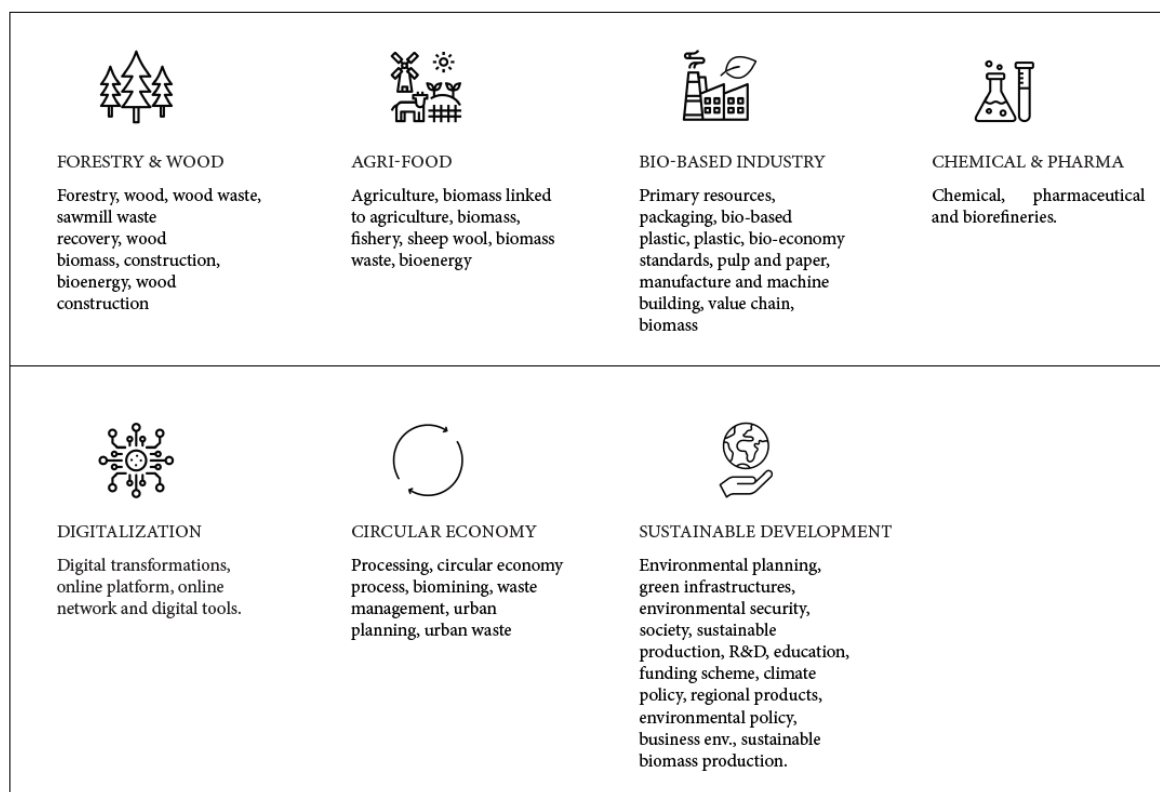 FORESTRY & WOOD
Forestry, wood, wood waste,
sawmill waste
recovery, wood
biomass, construction,
bioenergy, wood
construction
AGRI-FOOD
Agriculture, biomass linked
to agriculture, biomass,
fishery, sheep wool, biomass
waste, bioenergy
BIO-BASED INDUSTRY
Primary resources,
packaging, bio-based
plastic, plastic, bio-economy
standards, pulp and paper,
manufacture and machine
building, value chain,
biomass
CHEMICAL & PHARMA
Chemical, pharmaceutical
and biorefineries.
DIGITALIZATION
Digital transformations,
online platform, online
network and digital tools.
CIRCULAR ECONOMY
Processing, circular economy
process, biomining, waste
management, urban
planning, urban waste
SUSTAINABLE DEVELOPMENT
Environmental planning,
green infrastructures,
environmental security,
society, sustainable
production, R&D, education,
funding scheme, climate
policy, regional products,
environmental policy,
business env., sustainable
biomass production.